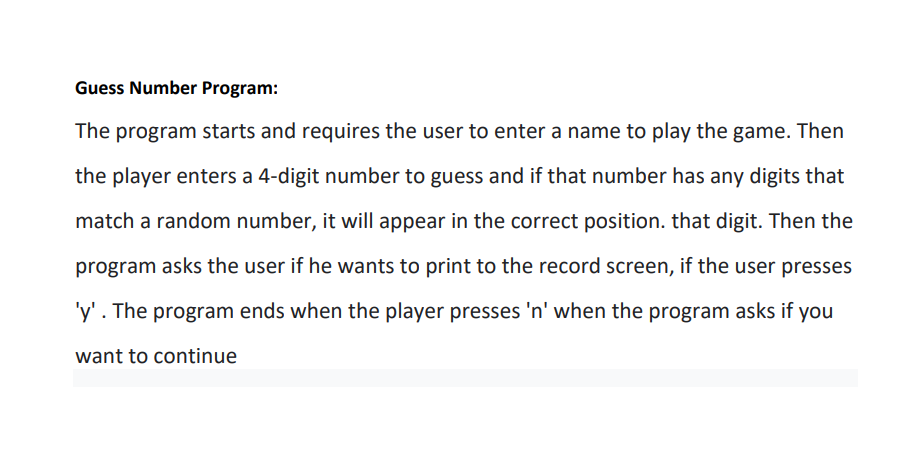 Guess Number Program:
The program starts and requires the user to enter a name to play the game. Then
the player enters a 4-digit number to guess and if that number has any digits that
match a random number, it will appear in the correct position. that digit. Then the
program asks the user if he wants to print to the record screen, if the user presses
'y' . The program ends when the player presses 'n' when the program asks if you
want to continue